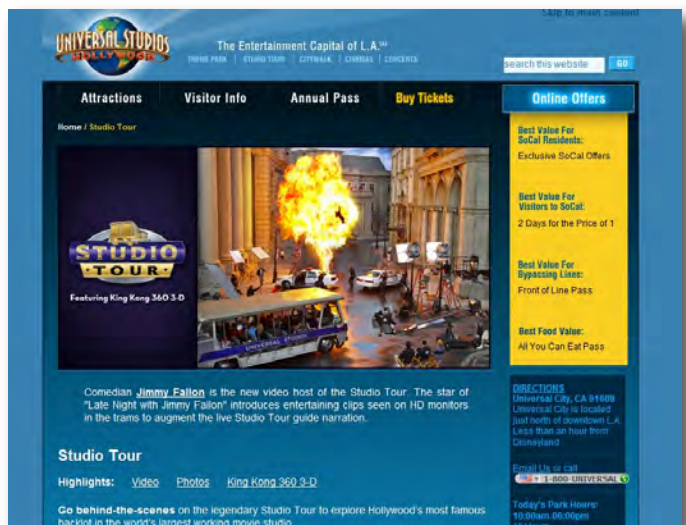 Skip to main content
UNIVERSAL STUDIOS
HOLLYWOOD
The Entertainment Capital of L.A.℠
THEME PARK | STUDIO TOUR | CITYWALK | CINEMAS | CONCERTS
search this website GO
Attractions Visitor Info Annual Pass Buy Tickets Online Offers
Home / Studio Tour
Best Value For
SoCal Residents:
Exclusive SoCal Offers
Best Value For
Visitors to SoCal:
2 Days for the Price of 1
Best Value For
Bypassing Lines:
Front of Line Pass
Best Food Value:
All You Can Eat Pass
STUDIO
TOUR
Featuring King Kong 360 3-D
UNIVERSAL STUDIOS
Comedian Jimmy Fallon is the new video host of the Studio Tour. The star of
"Late Night with Jimmy Fallon" introduces entertaining clips seen on HD monitors
in the trams to augment the live Studio Tour guide narration.
Studio Tour
Highlights: Video Photos King Kong 360 3-D
Go behind-the-scenes on the legendary Studio Tour to explore Hollywood's most famous
backlot in the world's largest working movie studio.
DIRECTIONS
Universal City, CA 91608
Universal City is located
just north of downtown L.A.
Less than an hour from
Disneyland
Email Us or call
1-800-UNIVERSAL
Today's Park Hours:
10:00am-06:00pm